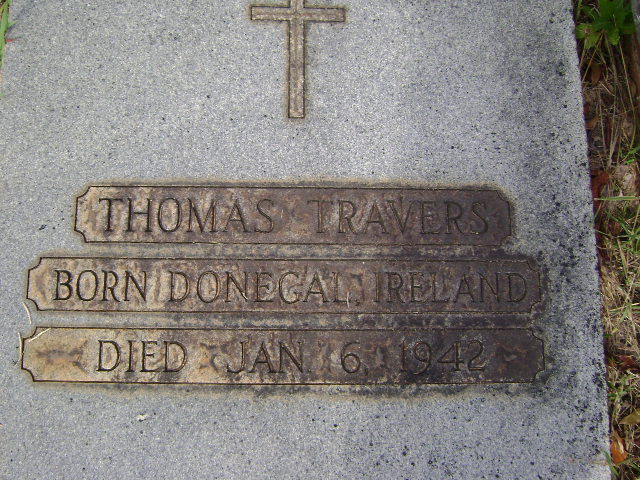 THOMAS TRAVERS
BORN DONEGAL, IRELAND
DIED JAN. 6, 1942